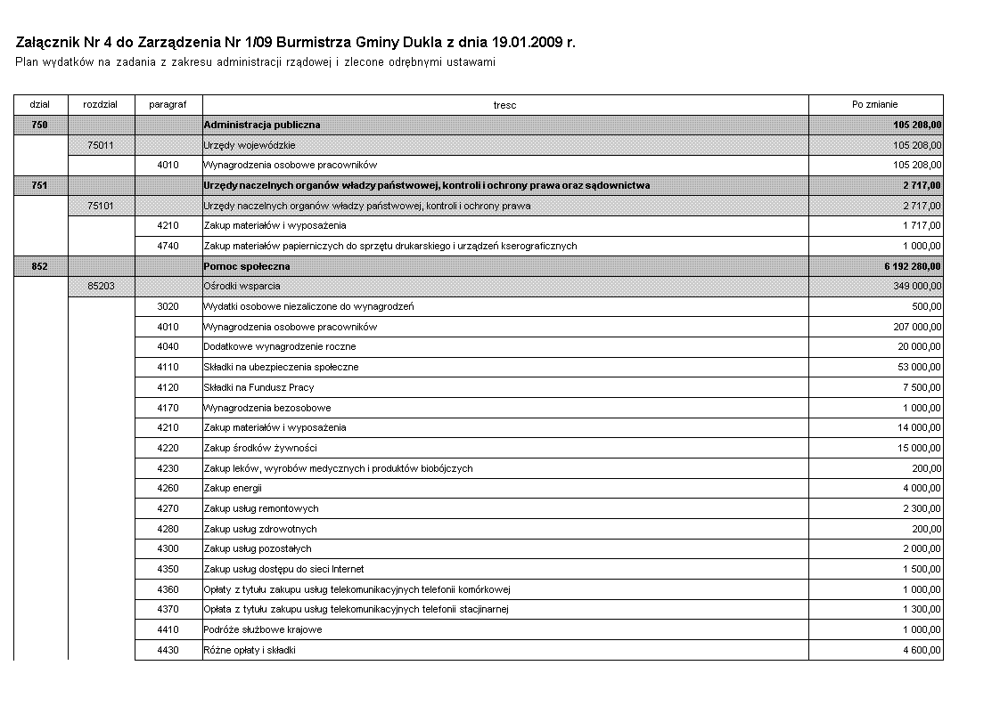 Załącznik Nr 4 do Zarządzenia Nr 1/09 Burmistrza Gminy Dukla z dnia 19.01.2009 r.
Plan wydatków na zadania z zakresu administracji rządowej i zlecone odrębnymi ustawami
dzial rozdzial paragraf tresc Po zmianie
750 Administracja publiczna 105 208,00
75011 Urzędy wojewódzkie 105 208,00
4010 Wynagrodzenia osobowe pracowników 105 208,00
751 Urzędy naczelnych organów władzy państwowej, kontroli i ochrony prawa oraz sądownictwa 2 717,00
75101 Urzędy naczelnych organów władzy państwowej, kontroli i ochrony prawa 2 717,00
4210 Zakup materiałów i wyposażenia 1 717,00
4740 Zakup materiałów papierniczych do sprzętu drukarskiego i urządzeń kserograficznych 1 000,00
852 Pomoc społeczna 6 192 280,00
85203 Ośrodki wsparcia 349 000,00
3020 Wydatki osobowe niezaliczone do wynagrodzeń 500,00
4010 Wynagrodzenia osobowe pracowników 207 000,00
4040 Dodatkowe wynagrodzenie roczne 20 000,00
4110 Składki na ubezpieczenia społeczne 53 000,00
4120 Składki na Fundusz Pracy 7 500,00
4170 Wynagrodzenia bezosobowe 1 000,00
4210 Zakup materiałów i wyposażenia 14 000,00
4220 Zakup środków żywności 15 000,00
4230 Zakup leków, wyrobów medycznych i produktów biobójczych 200,00
4260 Zakup energii 4 000,00
4270 Zakup usług remontowych 2 300,00
4280 Zakup usług zdrowotnych 200,00
4300 Zakup usług pozostałych 2 000,00
4350 Zakup usług dostępu do sieci Internet 1 500,00
4360 Opłaty z tytułu zakupu usług telekomunikacyjnych telefonii komórkowej 1 000,00
4370 Opłata z tytułu zakupu usług telekomunikacyjnych telefonii stacjinarnej 1 300,00
4410 Podróże służbowe krajowe 1 000,00
4430 Różne opłaty i składki 4 600,00